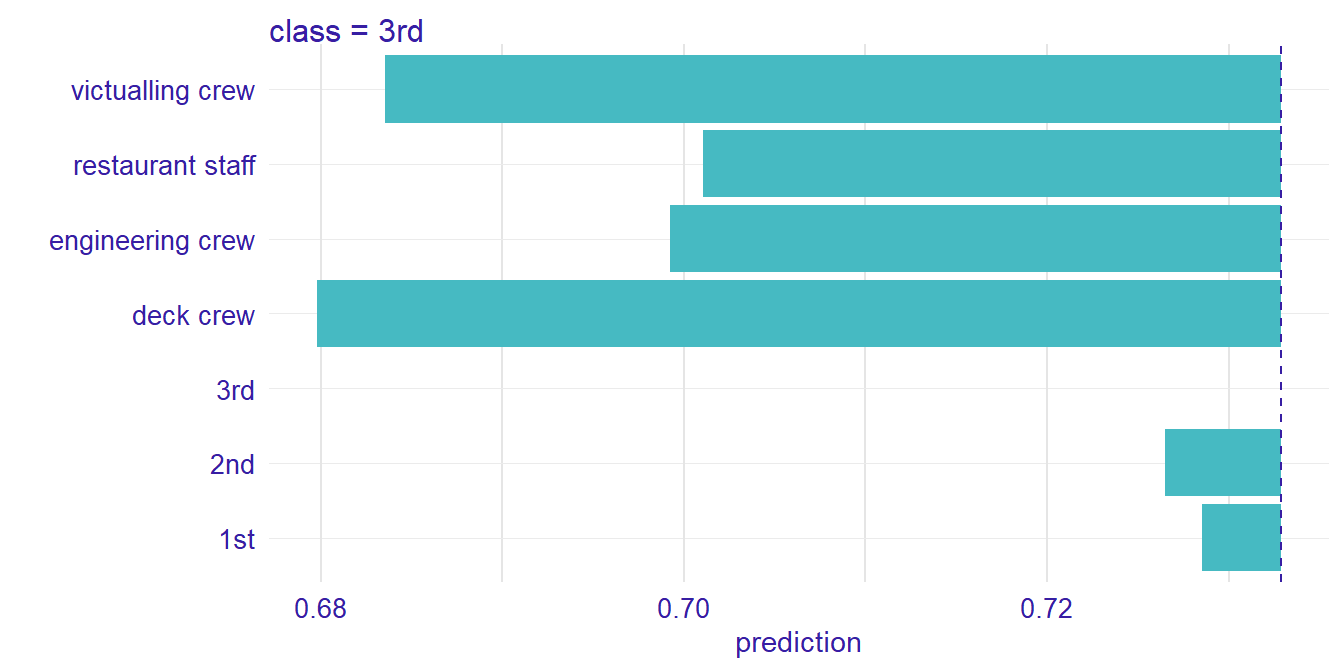 class = 3rd
victualling crew
restaurant staff
engineering crew
deck crew
3rd
2nd
1st
0.68 0.70 0.72
prediction